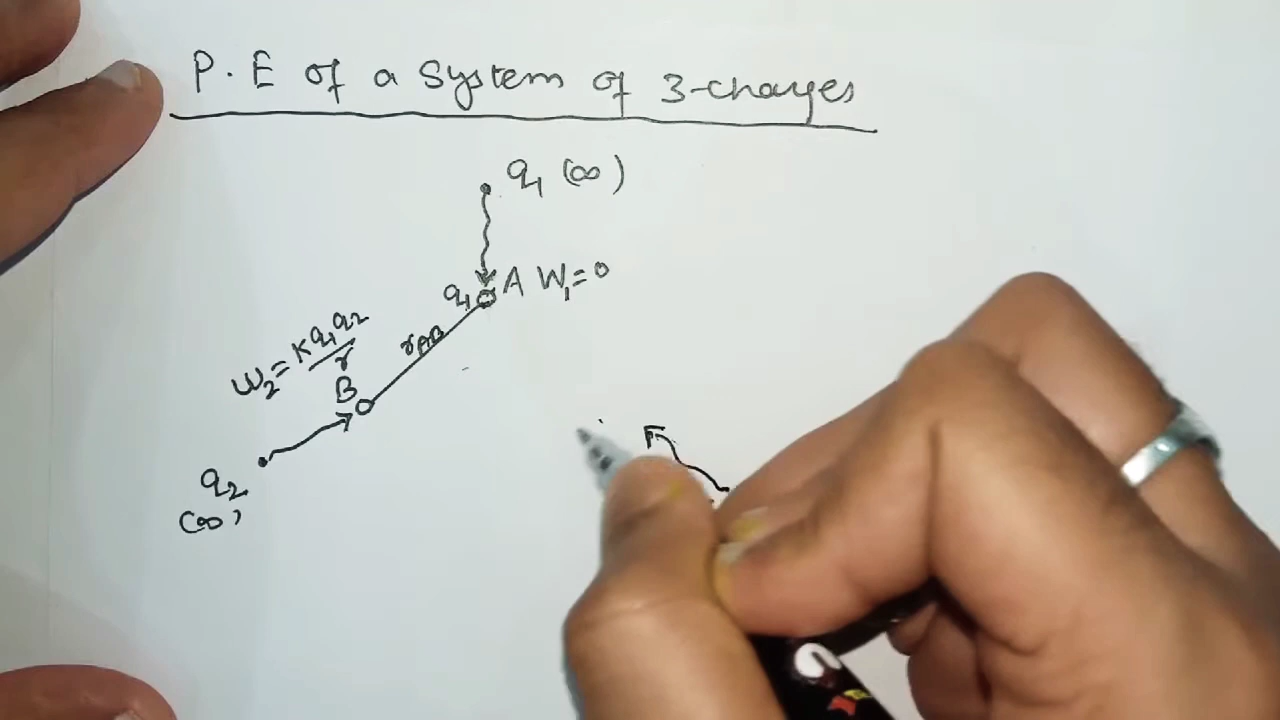 P.E of a system of 3-charges
q1 (∞)
q1 A W1=0
rAB
W2= Kq1q2/r
B
q2
(∞)